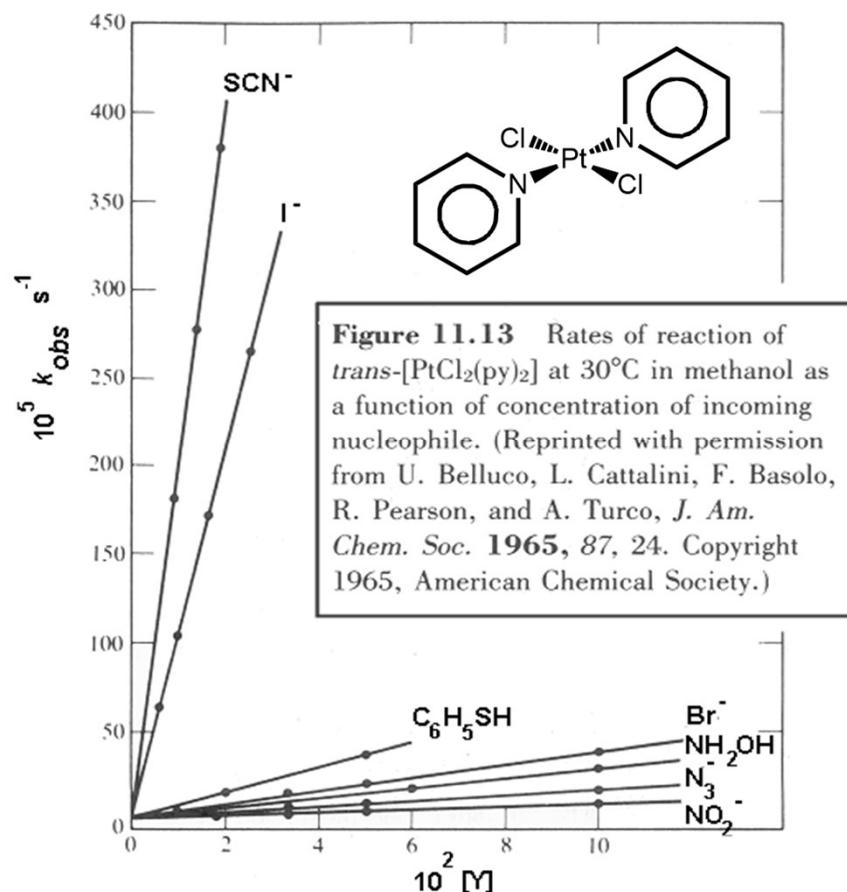 450
400
350
300
250
200
150
100
50
0
10⁵ k_obs s⁻¹
SCN⁻
I⁻
Cl
N
Pt
N
Cl
Figure 11.13 Rates of reaction of
trans-[PtCl₂(py)₂] at 30°C in methanol as
a function of concentration of incoming
nucleophile. (Reprinted with permission
from U. Belluco, L. Cattalini, F. Basolo,
R. Pearson, and A. Turco, J. Am.
Chem. Soc. 1965, 87, 24. Copyright
1965, American Chemical Society.)
C₆H₅SH
Br⁻
NH₂OH
N₃⁻
NO₂⁻
0 2 4 6 8 10
10² [Y]